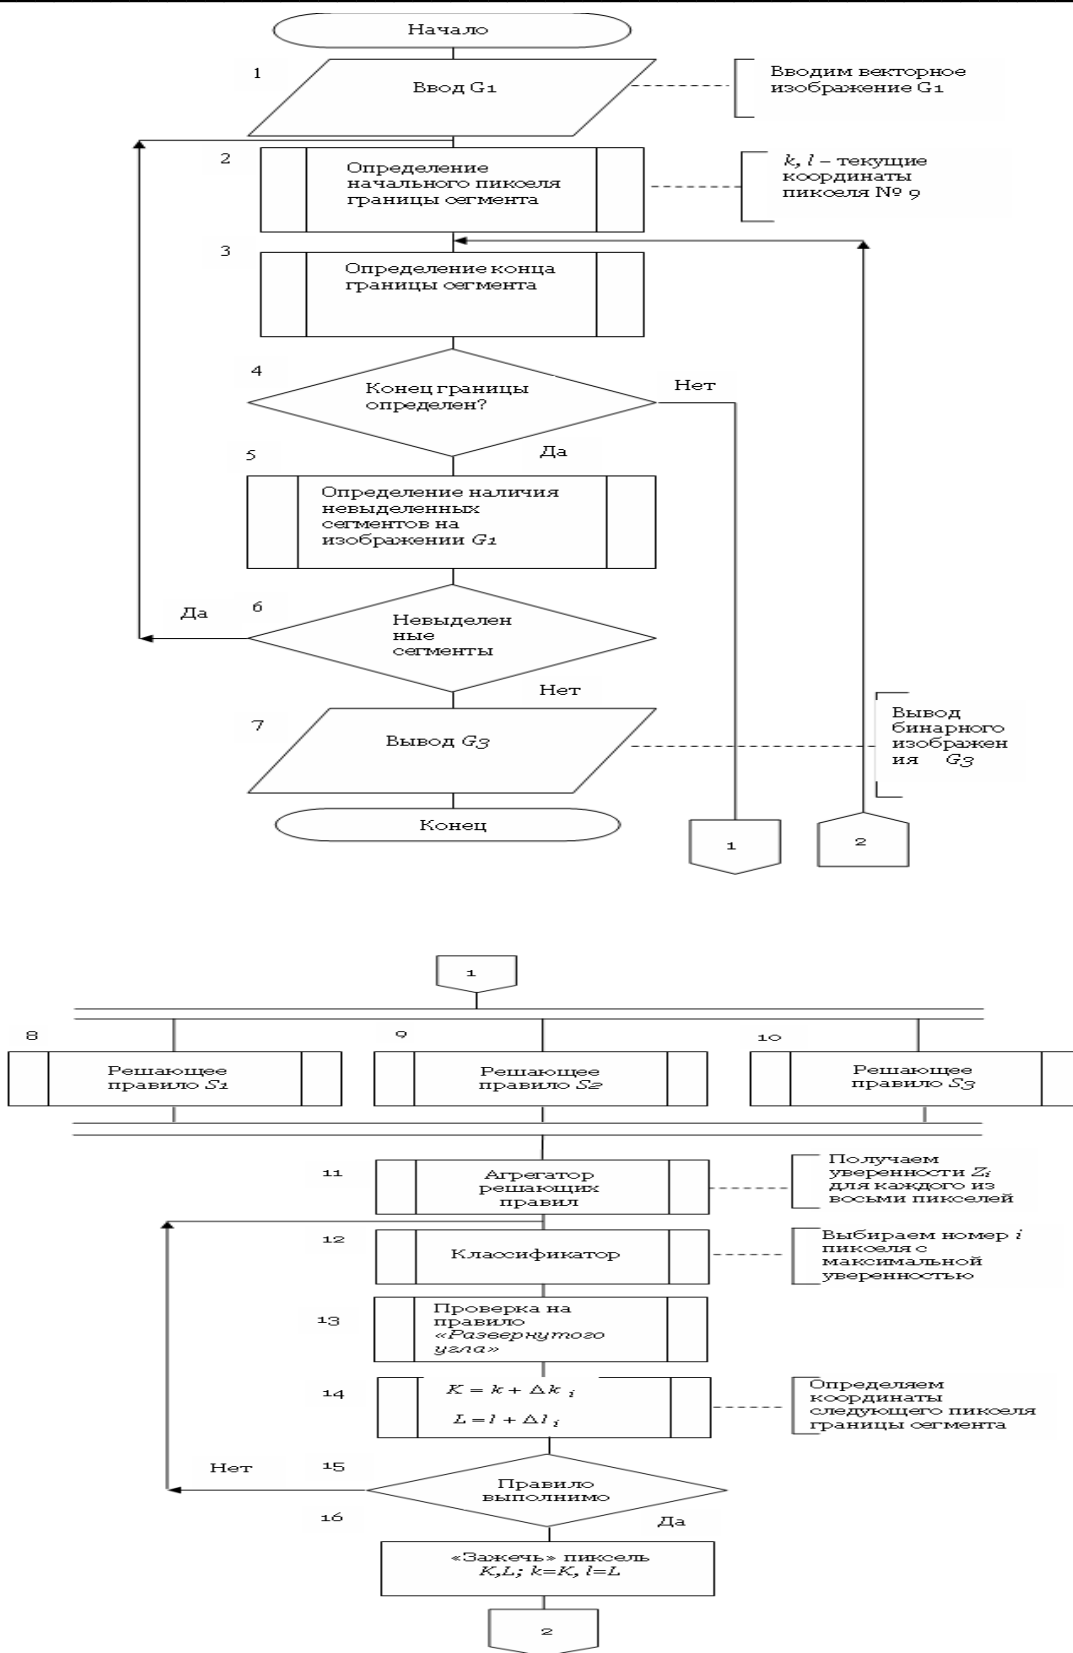 Начало
1
Ввод G1
Вводим векторное
изображение G1
2
Определение
начального пикселя
границы сегмента
k, l – текущие
координаты
пикселя № 9
3
Определение конца
границы сегмента
4
Конец границы
определен?
Нет
Да
5
Определение наличия
невыделенных
сегментов на
изображении G1
6
Да
Невыделен
ные
сегменты
Нет
7
Вывод G3
Вывод
бинарного
изображен
ия G3
Конец
1
2
1
8
9
10
Решающее
правило S1
Решающее
правило S2
Решающее
правило S3
11
Агрегатор
решающих
правил
Получаем
уверенности Zi
для каждого из
восьми пикселей
12
Классификатор
Выбираем номер i
пикселя с
максимальной
уверенностью
13
Проверка на
правило
«Развернутого
угла»
14
K = k + Δk i
L = l + Δl i
Определяем
координаты
следующего пикселя
границы сегмента
Нет
15
Правило
выполнимо
16
Да
«Зажечь» пиксель
K,L; k=K, l=L
2